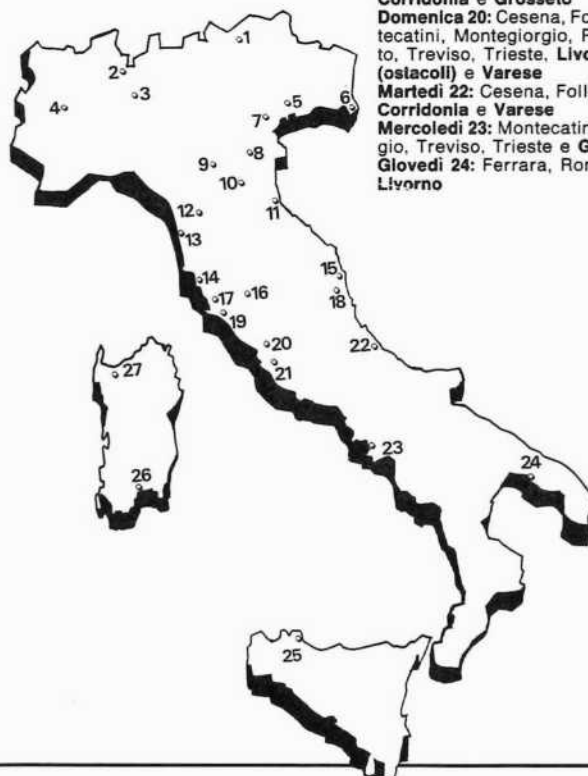 Corridonia e Grosseto
Domenica 20: Cesena, Fo
tecatini, Montegiorgio, F
to, Treviso, Trieste, Livo
(ostacoli) e Varese
Martedì 22: Cesena, Foll
Corridonia e Varese
Mercoledì 23: Montecatin
gio, Treviso, Trieste e G
Giovedì 24: Ferrara, Ron
Livorno
1
2
3
4
5
6
7
8
9
10
11
12
13
14
15
16
17
18
19
20
21
22
23
24
25
26
27